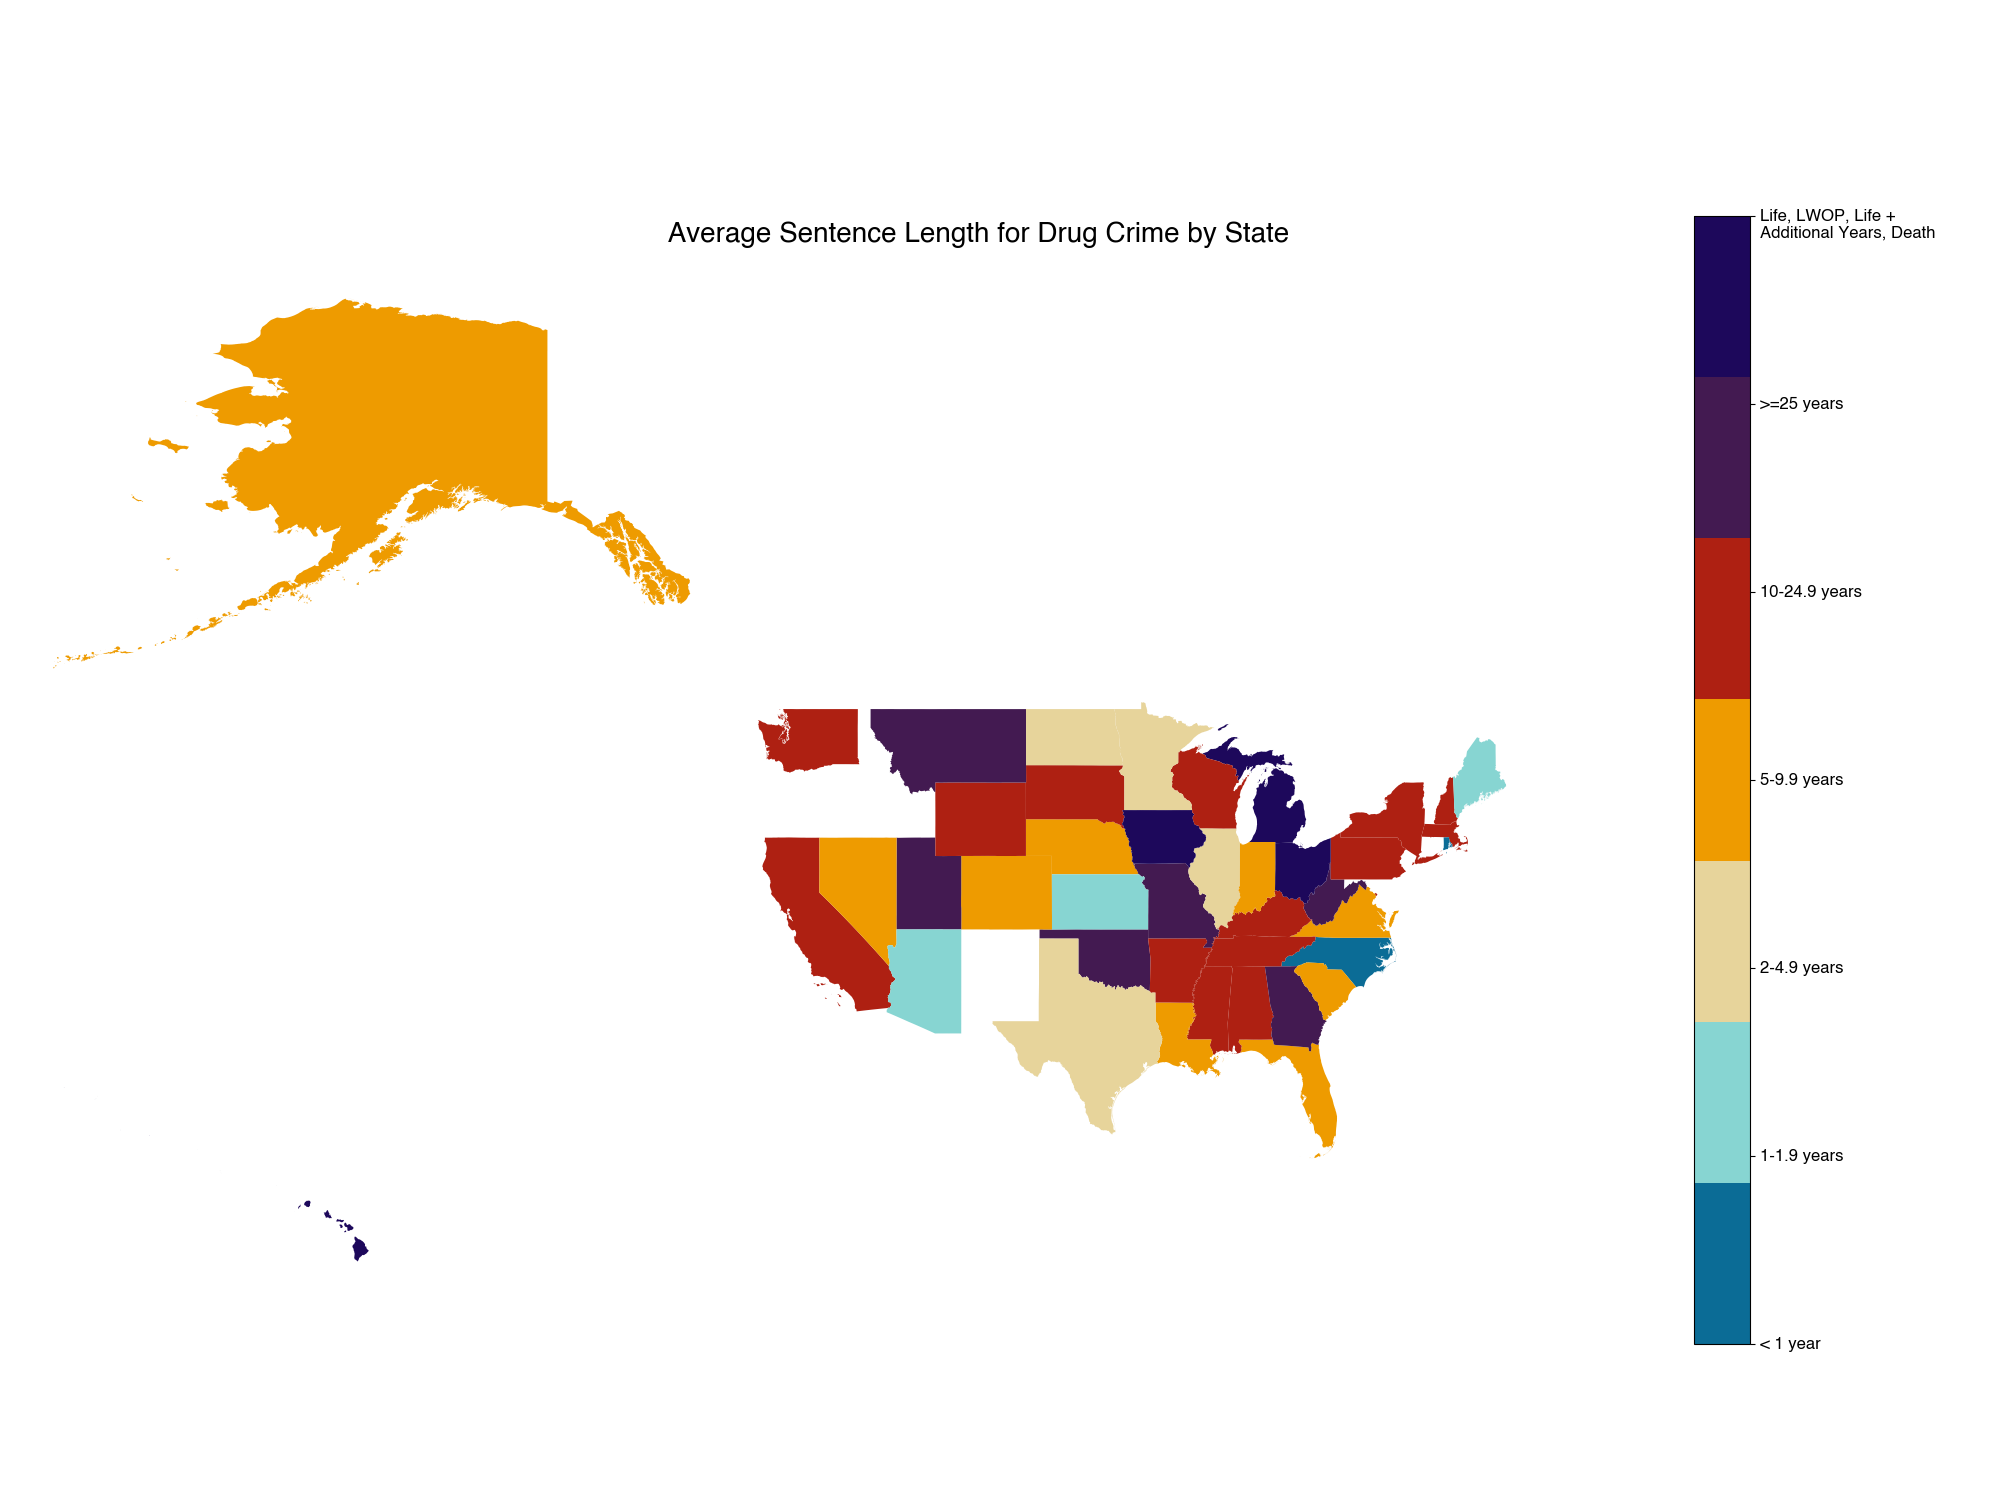 Average Sentence Length for Drug Crime by State
Life, LWOP, Life +
Additional Years, Death
>=25 years
10-24.9 years
5-9.9 years
2-4.9 years
1-1.9 years
< 1 year